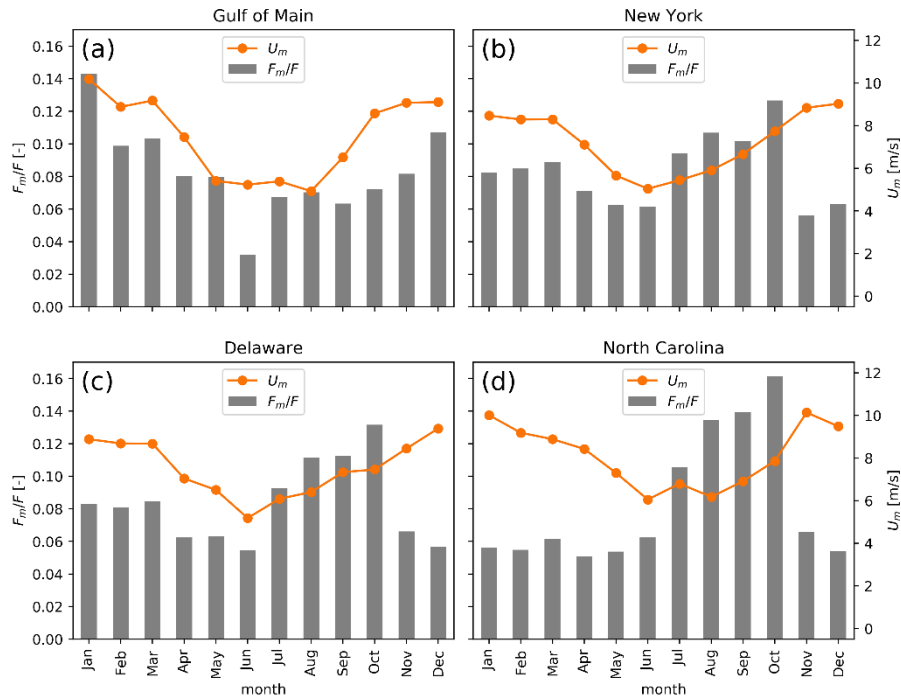 Gulf of Main
New York
(a)
U_m
F_m/F
(b)
U_m
F_m/F
0.16
0.14
0.12
0.10
0.08
0.06
0.04
0.02
0.00
F_m/F [-]
12
10
8
6
4
2
0
U_m [m/s]
Delaware
North Carolina
(c)
U_m
F_m/F
(d)
U_m
F_m/F
0.16
0.14
0.12
0.10
0.08
0.06
0.04
0.02
0.00
F_m/F [-]
12
10
8
6
4
2
0
U_m [m/s]
Jan Feb Mar Apr May Jun Jul Aug Sep Oct Nov Dec
month
Jan Feb Mar Apr May Jun Jul Aug Sep Oct Nov Dec
month